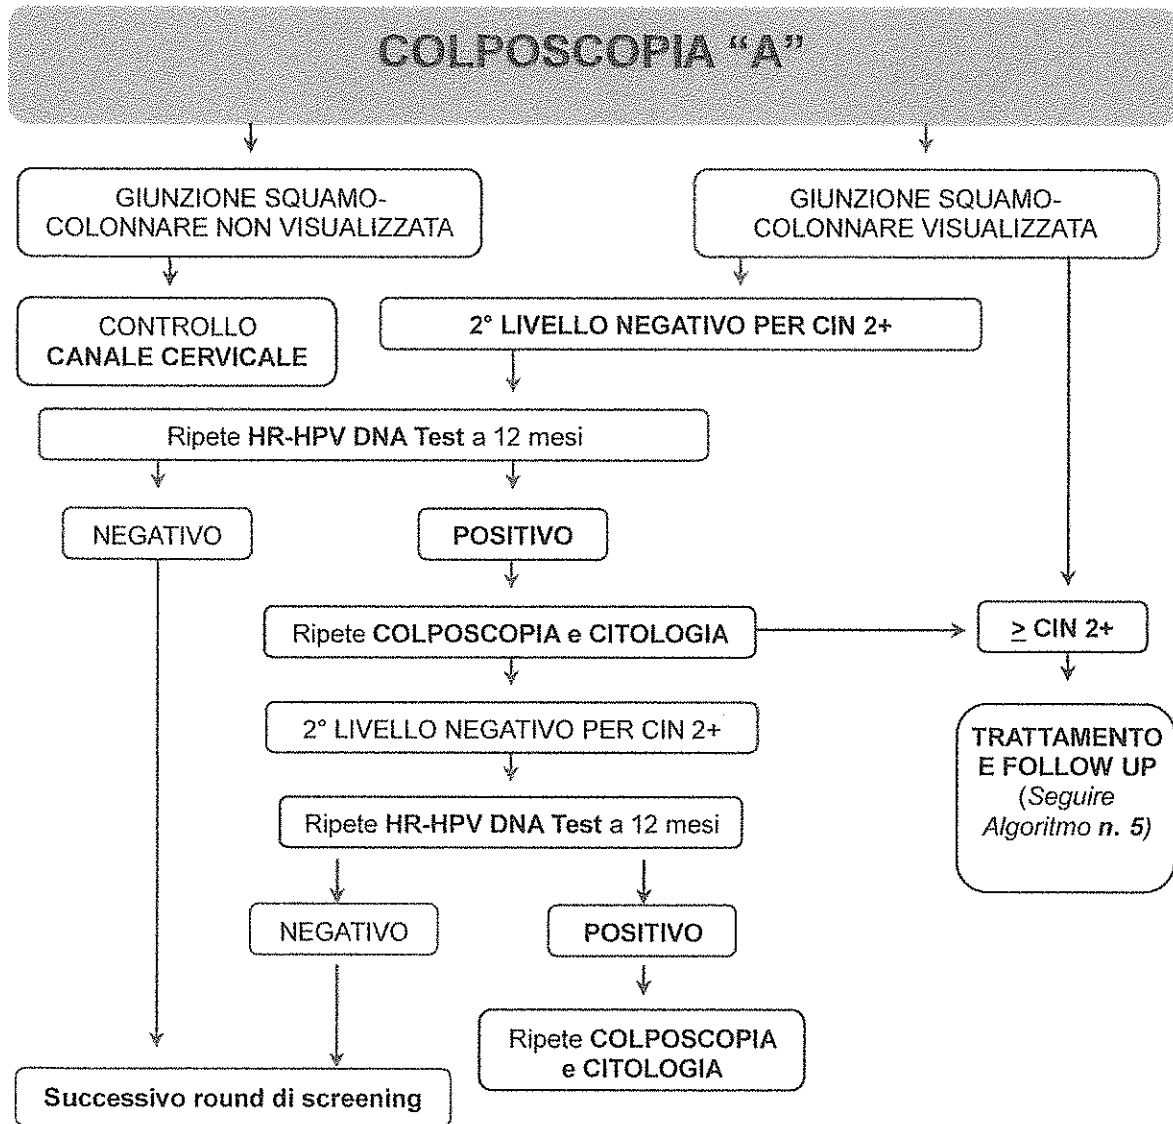 COLPOSCOPIA “A”
GIUNZIONE SQUAMO-
COLONNARE NON VISUALIZZATA
GIUNZIONE SQUAMO-
COLONNARE VISUALIZZATA
CONTROLLO
CANALE CERVICALE
2° LIVELLO NEGATIVO PER CIN 2+
Ripete HR-HPV DNA Test a 12 mesi
NEGATIVO
POSITIVO
Ripete COLPOSCOPIA e CITOLOGIA
≥ CIN 2+
2° LIVELLO NEGATIVO PER CIN 2+
TRATTAMENTO
E FOLLOW UP
(Seguire
Algoritmo n. 5)
Ripete HR-HPV DNA Test a 12 mesi
NEGATIVO
POSITIVO
Ripete COLPOSCOPIA
e CITOLOGIA
Successivo round di screening